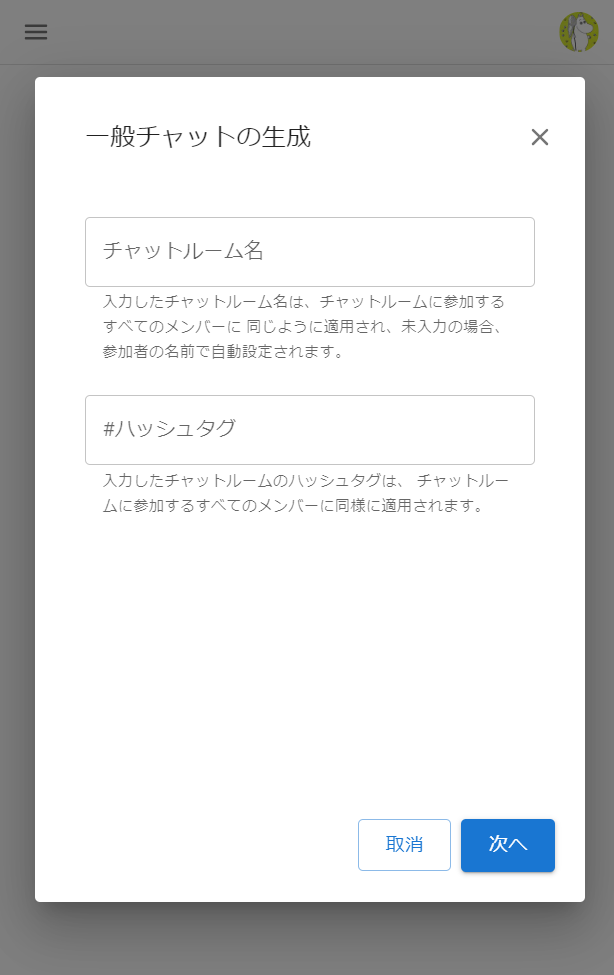 一般チャットの生成
チャットルーム名
入力したチャットルーム名は、チャットルームに参加する
すべてのメンバーに 同じように適用され、未入力の場合、
参加者の名前で自動設定されます。
#ハッシュタグ
入力したチャットルームのハッシュタグは、 チャットルー
ムに参加するすべてのメンバーに同様に適用されます。
取消
次へ